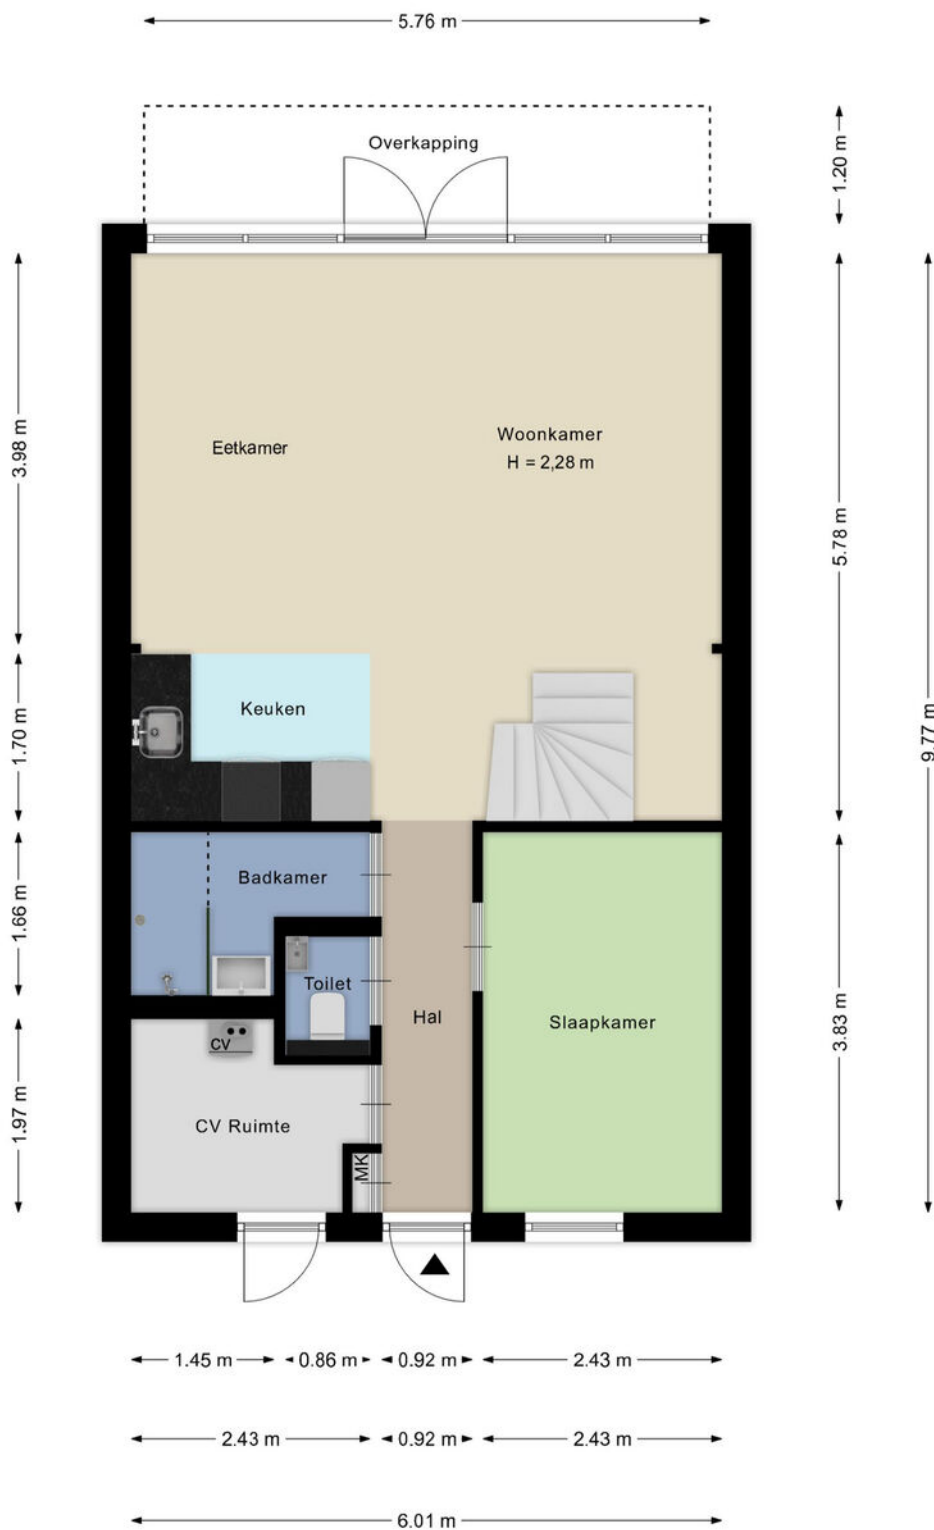 5.76 m
Overkapping
1.20 m
3.98 m
Eetkamer
Woonkamer
H = 2,28 m
5.78 m
9.77 m
1.70 m
Keuken
1.66 m
Badkamer
Toilet
Hal
Slaapkamer
3.83 m
CV
1.97 m
CV Ruimte
MK
1.45 m
0.86 m
0.92 m
2.43 m
2.43 m
0.92 m
2.43 m
6.01 m